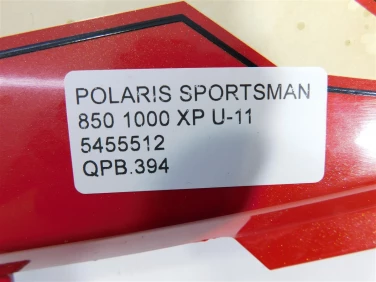 POLARIS SPORTSMAN
850 1000 XP U-11
5455512
QPB.394